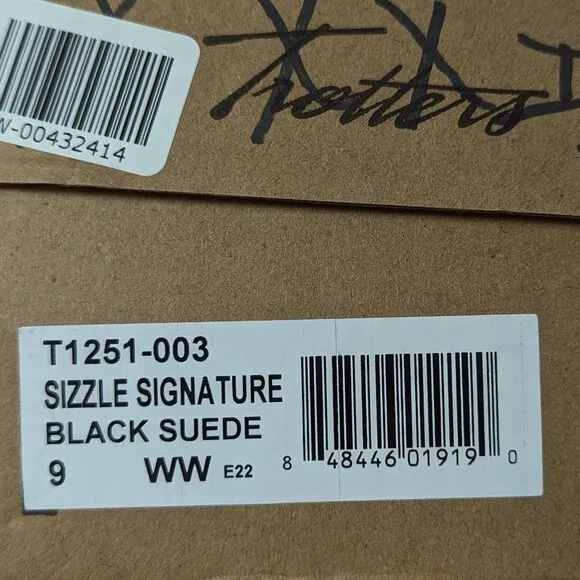 W-00432414
Trotters
T1251-003
SIZZLE SIGNATURE
BLACK SUEDE
9 WW E22
8 48446 01919 0